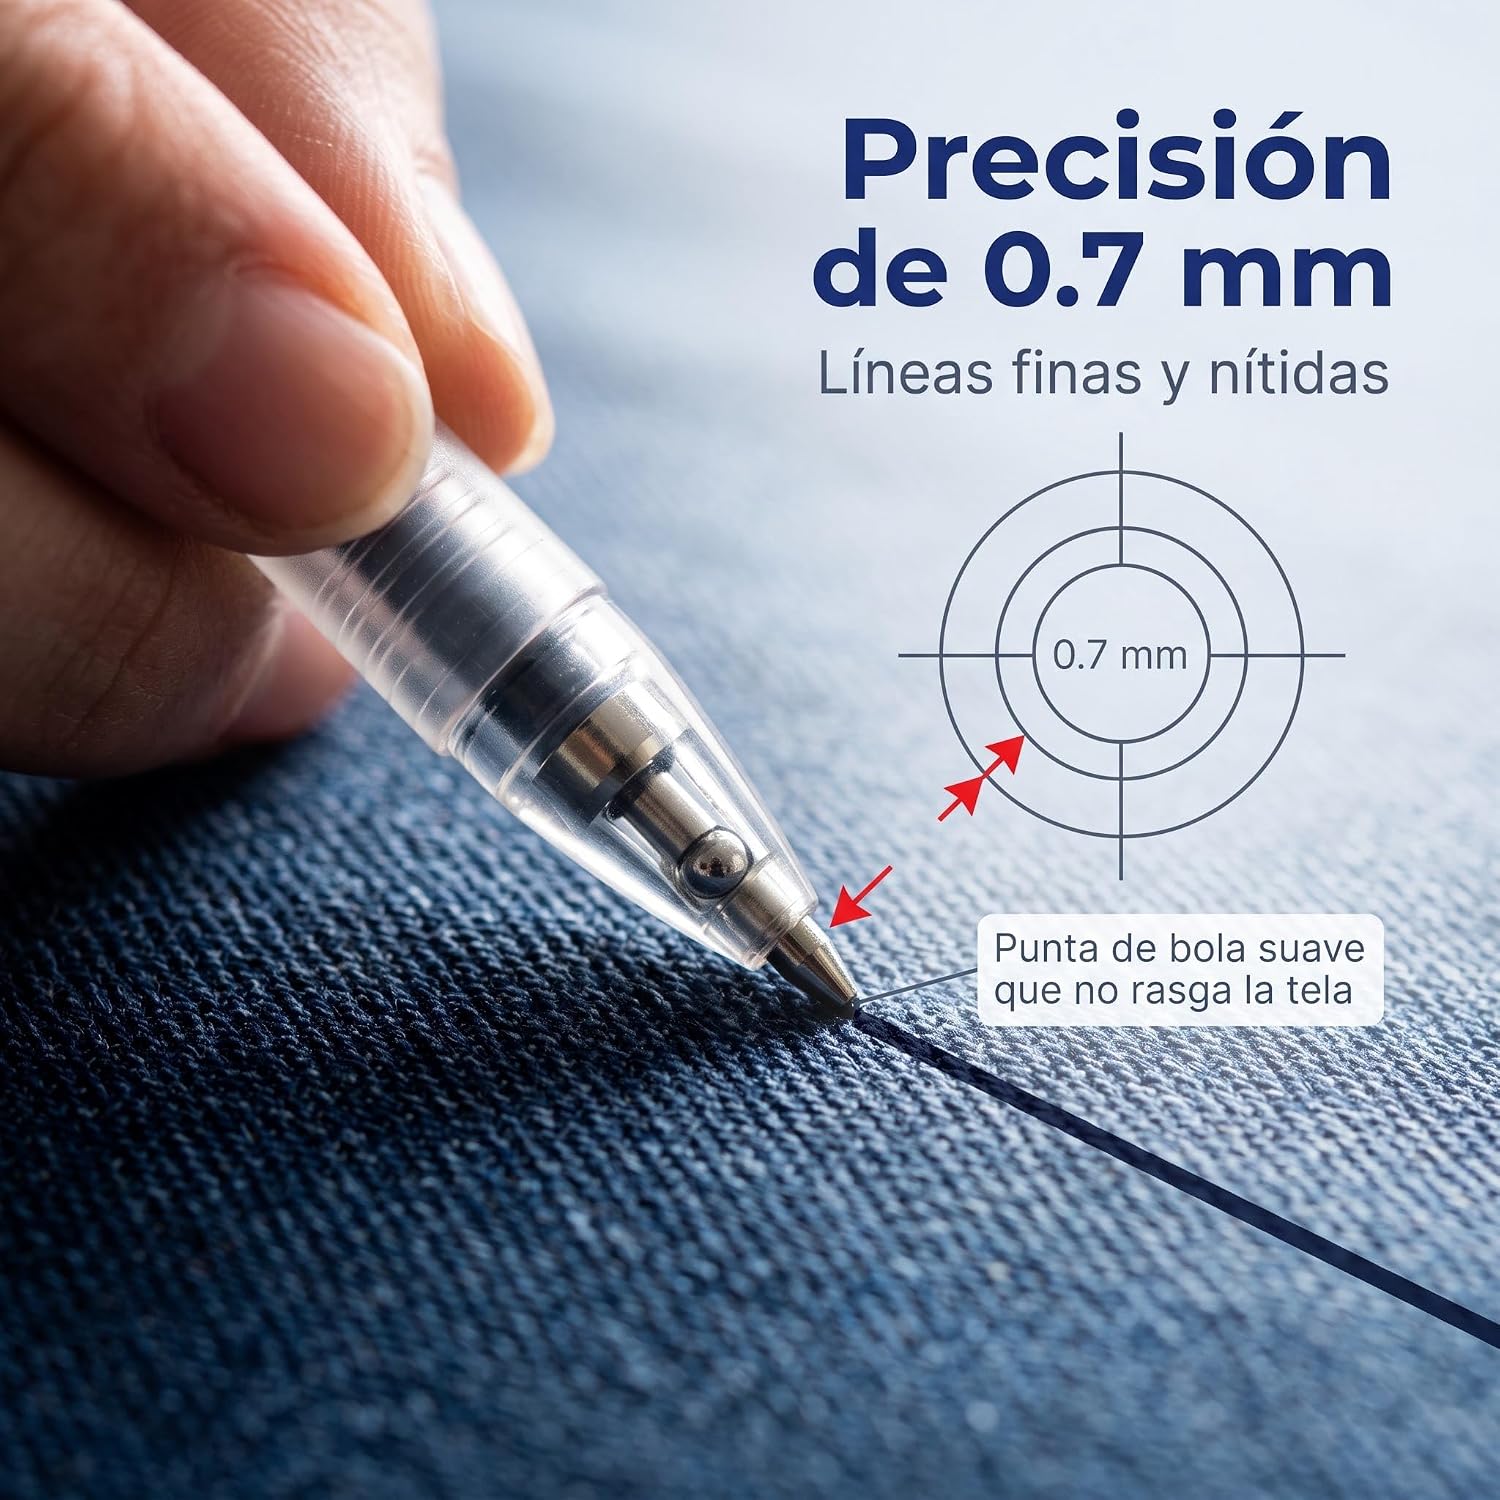 Precisión
de 0.7 mm
Líneas finas y nítidas
0.7 mm
Punta de bola suave
que no rasga la tela